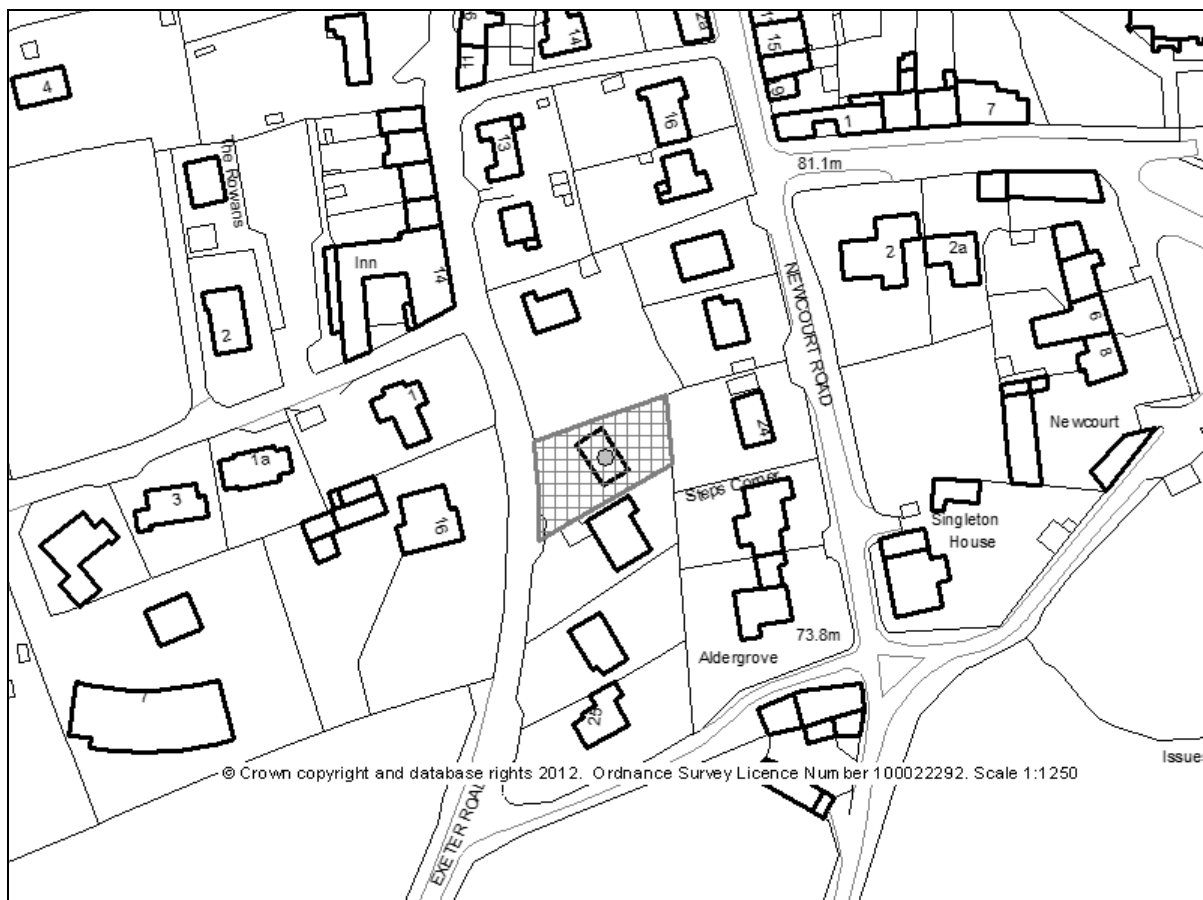 14
2a
11
15
9
4
16
13
1
7
The Rowans
81.1m
Inn
14
2
2a
2
NEWCOURT ROAD
6
8
1
24
Newcourt
1a
Steps Corner
3
16
Singleton
House
73.8m
Aldergrove
7
25
Issues
© Crown copyright and database rights 2012. Ordnance Survey Licence Number 100022292. Scale 1:1250
EXETER ROAD